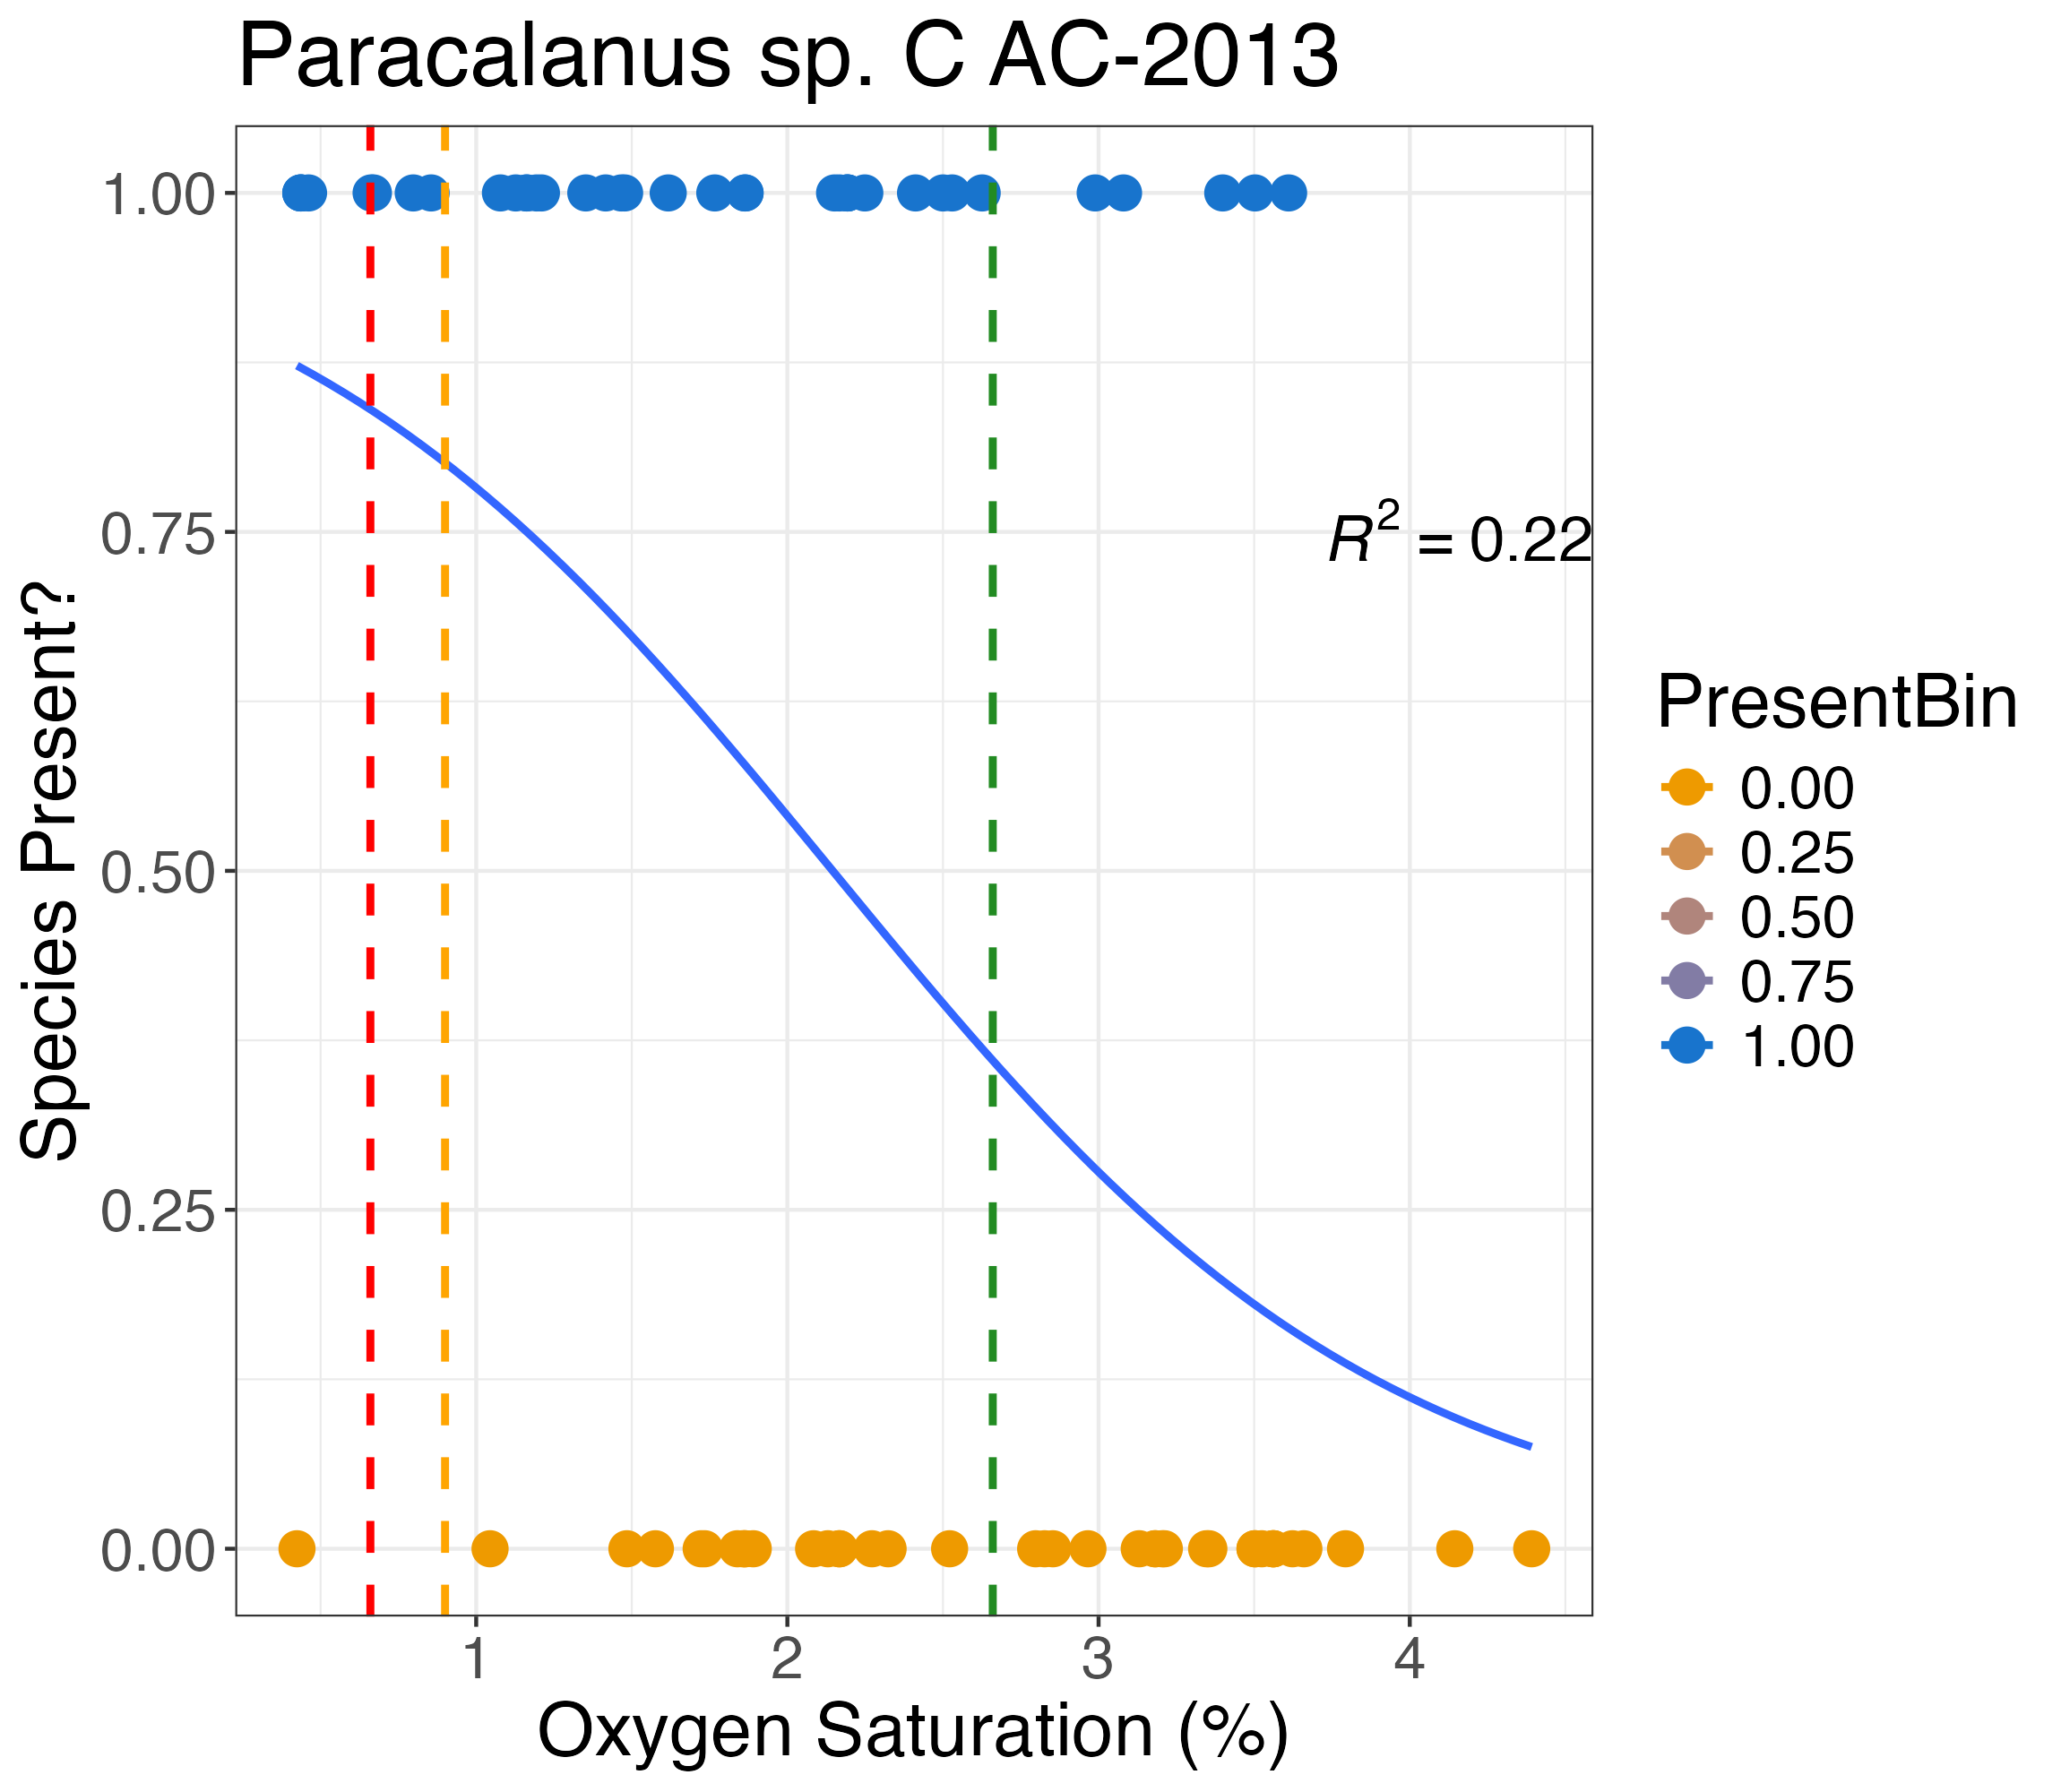 Paracalanus sp. C AC-2013
1.00
0.75
0.50
0.25
0.00
Species Present?
R² = 0.22
1 2 3 4
Oxygen Saturation (%)
PresentBin
0.00
0.25
0.50
0.75
1.00